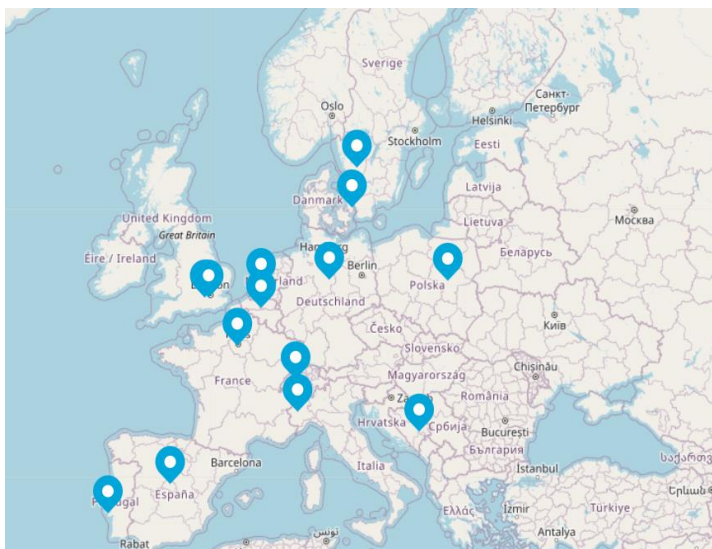 Sverige
Oslo
Санкт-
Петербург
Helsinki
Stockholm
Eesti
Latvija
Danmark
Lietuva
United Kingdom
Москва
Great Britain
Éire / Ireland
Беларусь
Berlin
Polska
Deutschland
Київ
Česko
Slovensko
Chișinău
Magyarország
France
România
Hrvatska
Србија
București
България
Barcelona
Italia
İstanbul
España
Ελλάς
İzmir
Türkiye
Antalya
Rabat
تونس